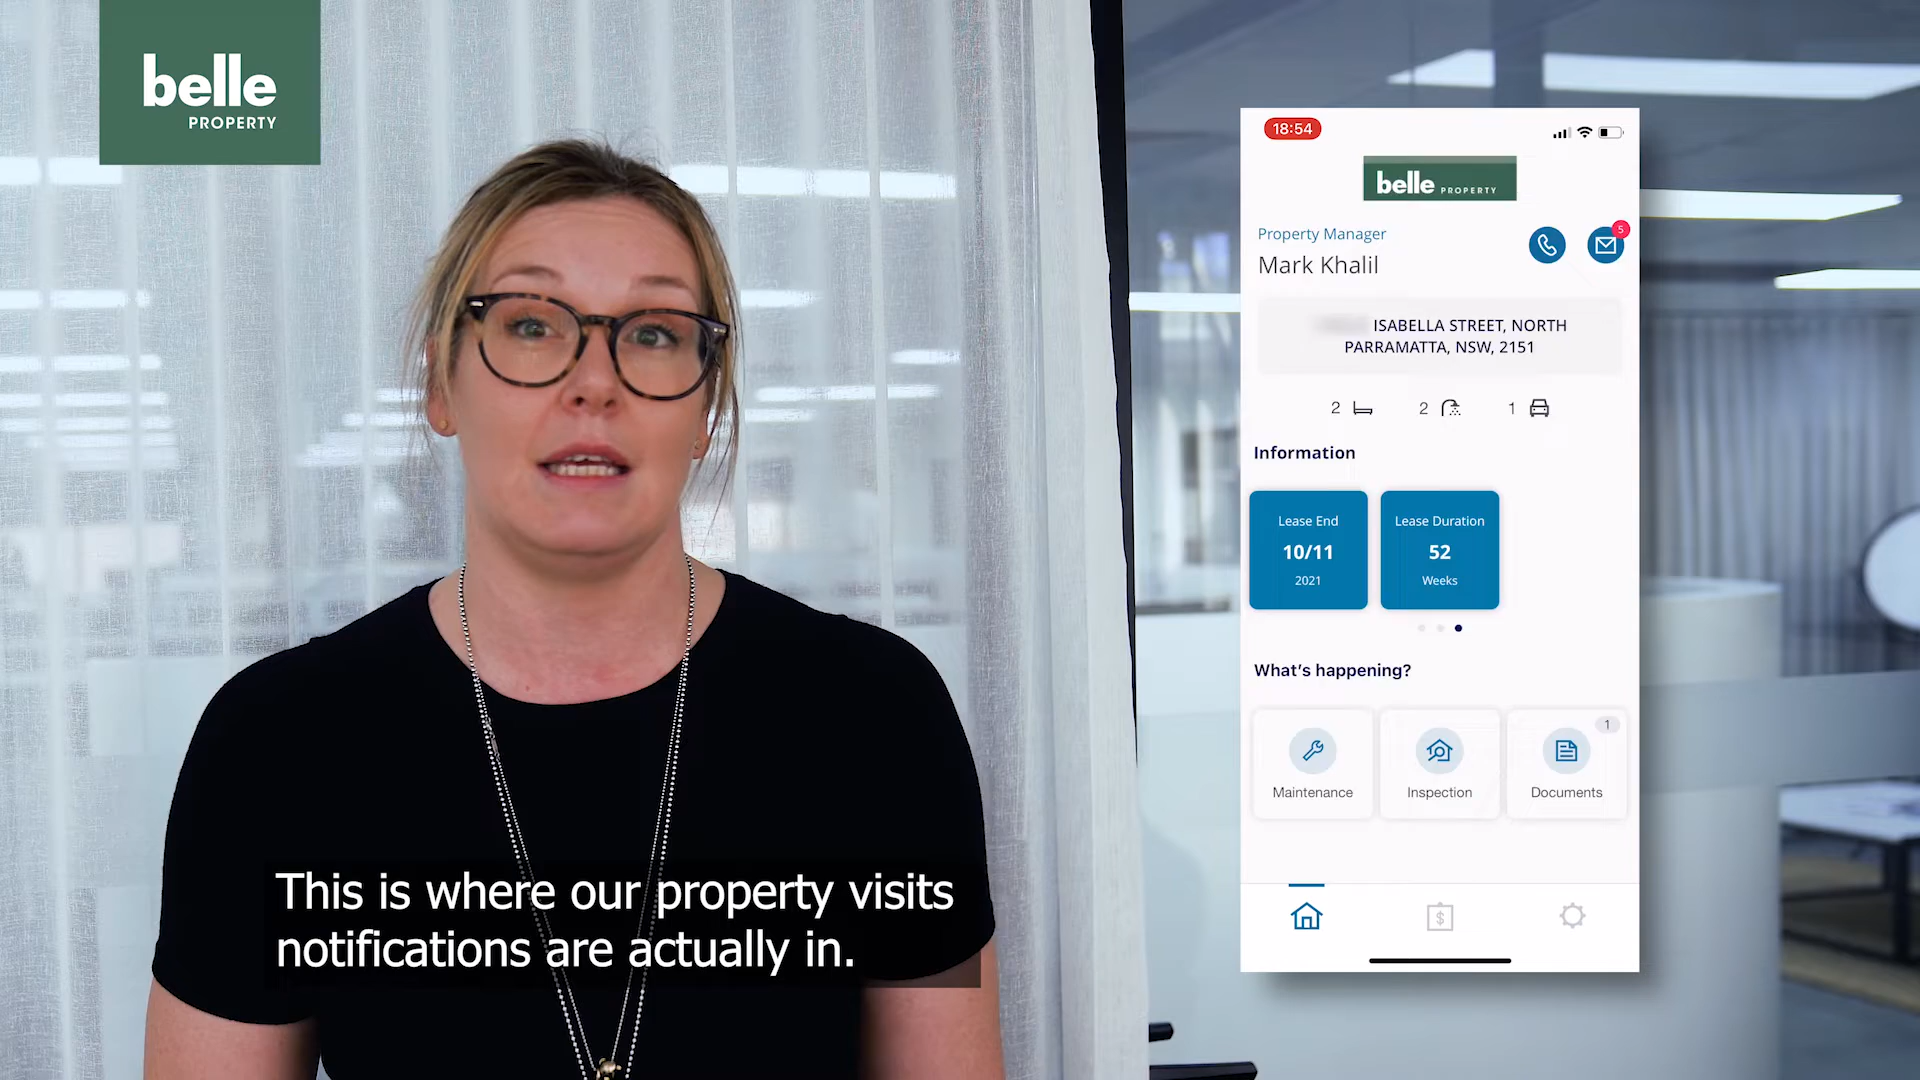 belle
PROPERTY
18:54
belle PROPERTY
Property Manager
5
Mark Khalil
ISABELLA STREET, NORTH
PARRAMATTA, NSW, 2151
2
2
1
Information
Lease End
10/11
2021
Lease Duration
52
Weeks
What's happening?
1
Maintenance
Inspection
Documents
This is where our property visits
notifications are actually in.